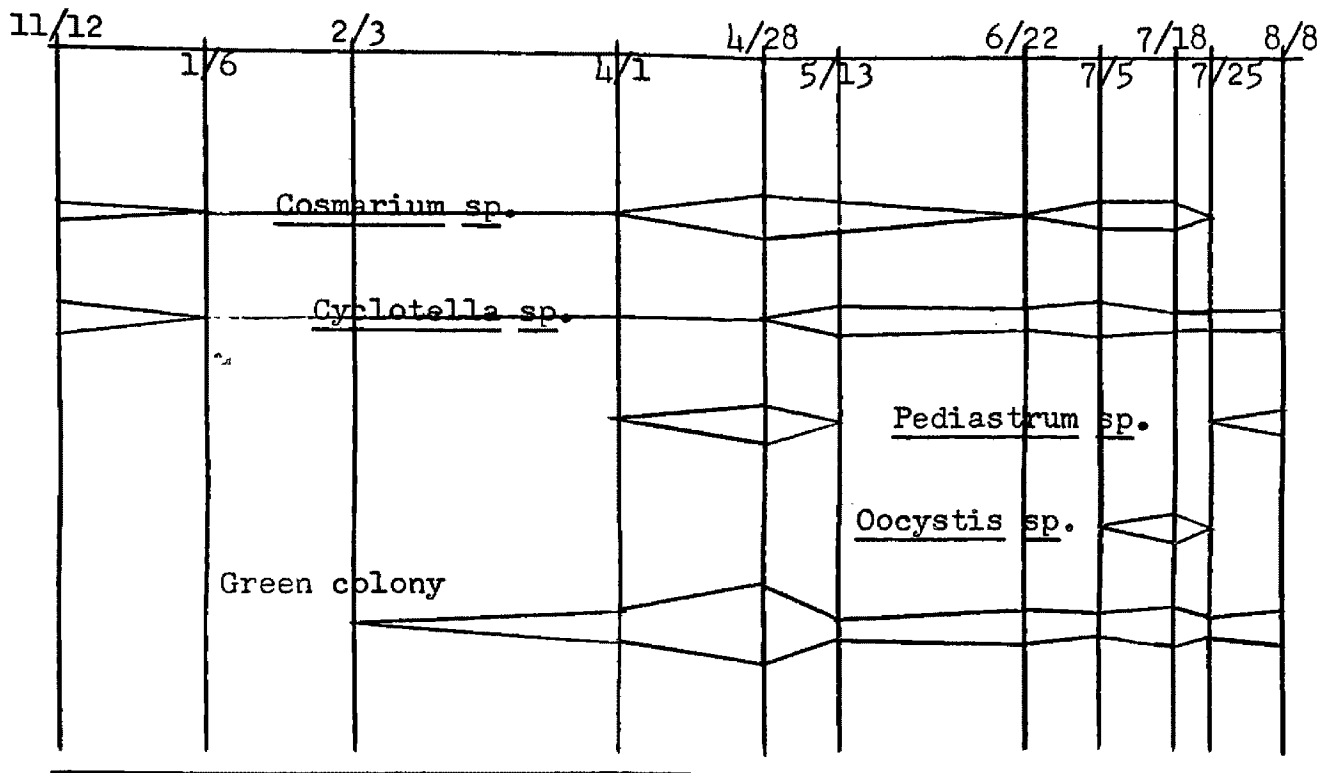 11/12 2/3 4/28 6/22 7/18 8/8
1/6 4/1 5/13 7/5 7/25
Cosmarium sp.
Cyclotella sp.
Pediastrum sp.
Oocystis sp.
Green colony